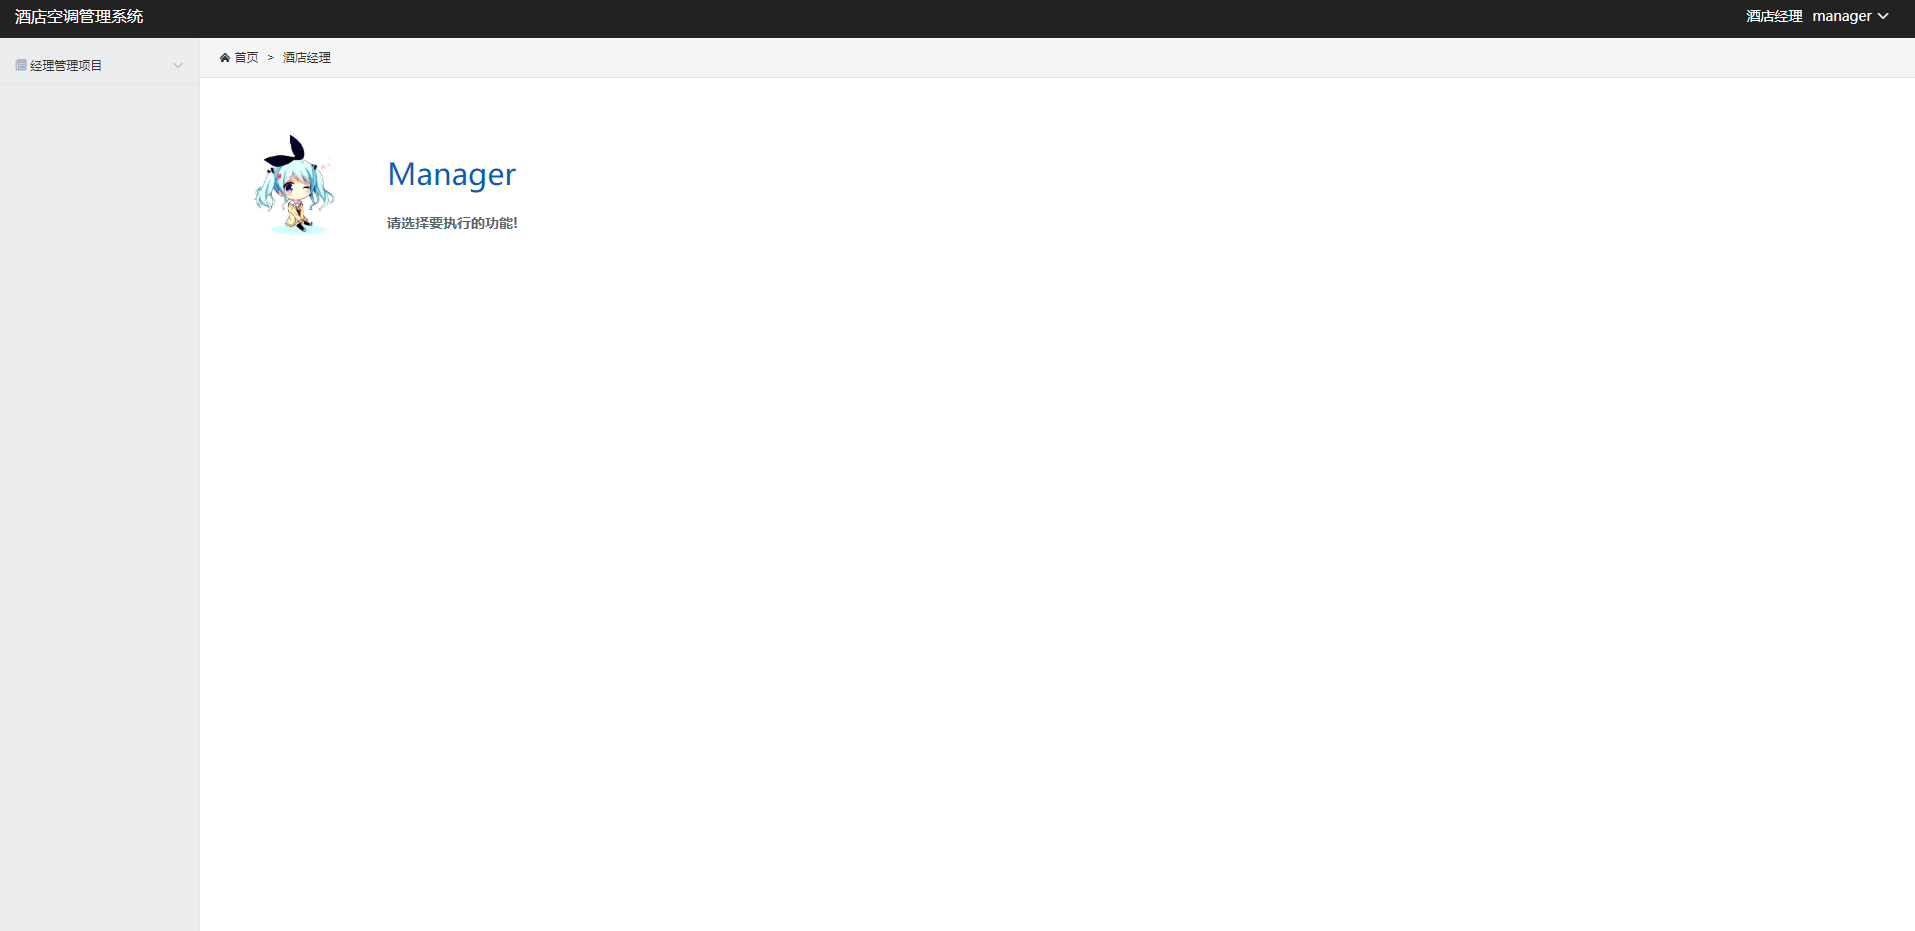 酒店空调管理系统
酒店经理 manager
经理管理项目
首页 > 酒店经理
Manager
请选择要执行的功能!